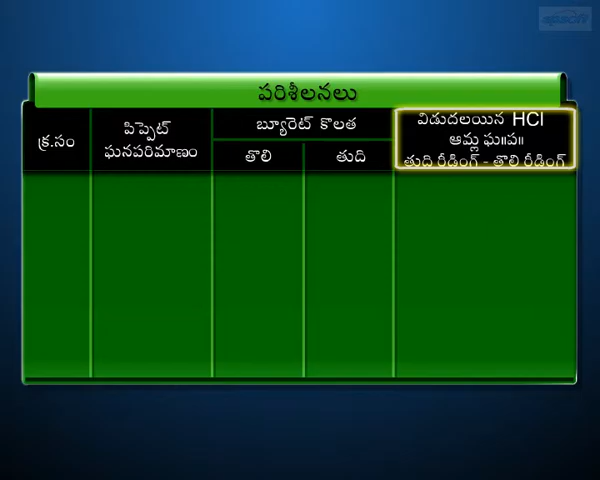 పరిశీలనలు
క్ర.సం
పిప్పెట్
ఘనపరిమాణం
బ్యూరెట్ కొలత
తొలి
తుది
విడుదలయిన HCl
ఆమ్ల ఘ॥ప॥
తుది రీడింగ్ - తొలి రీడింగ్